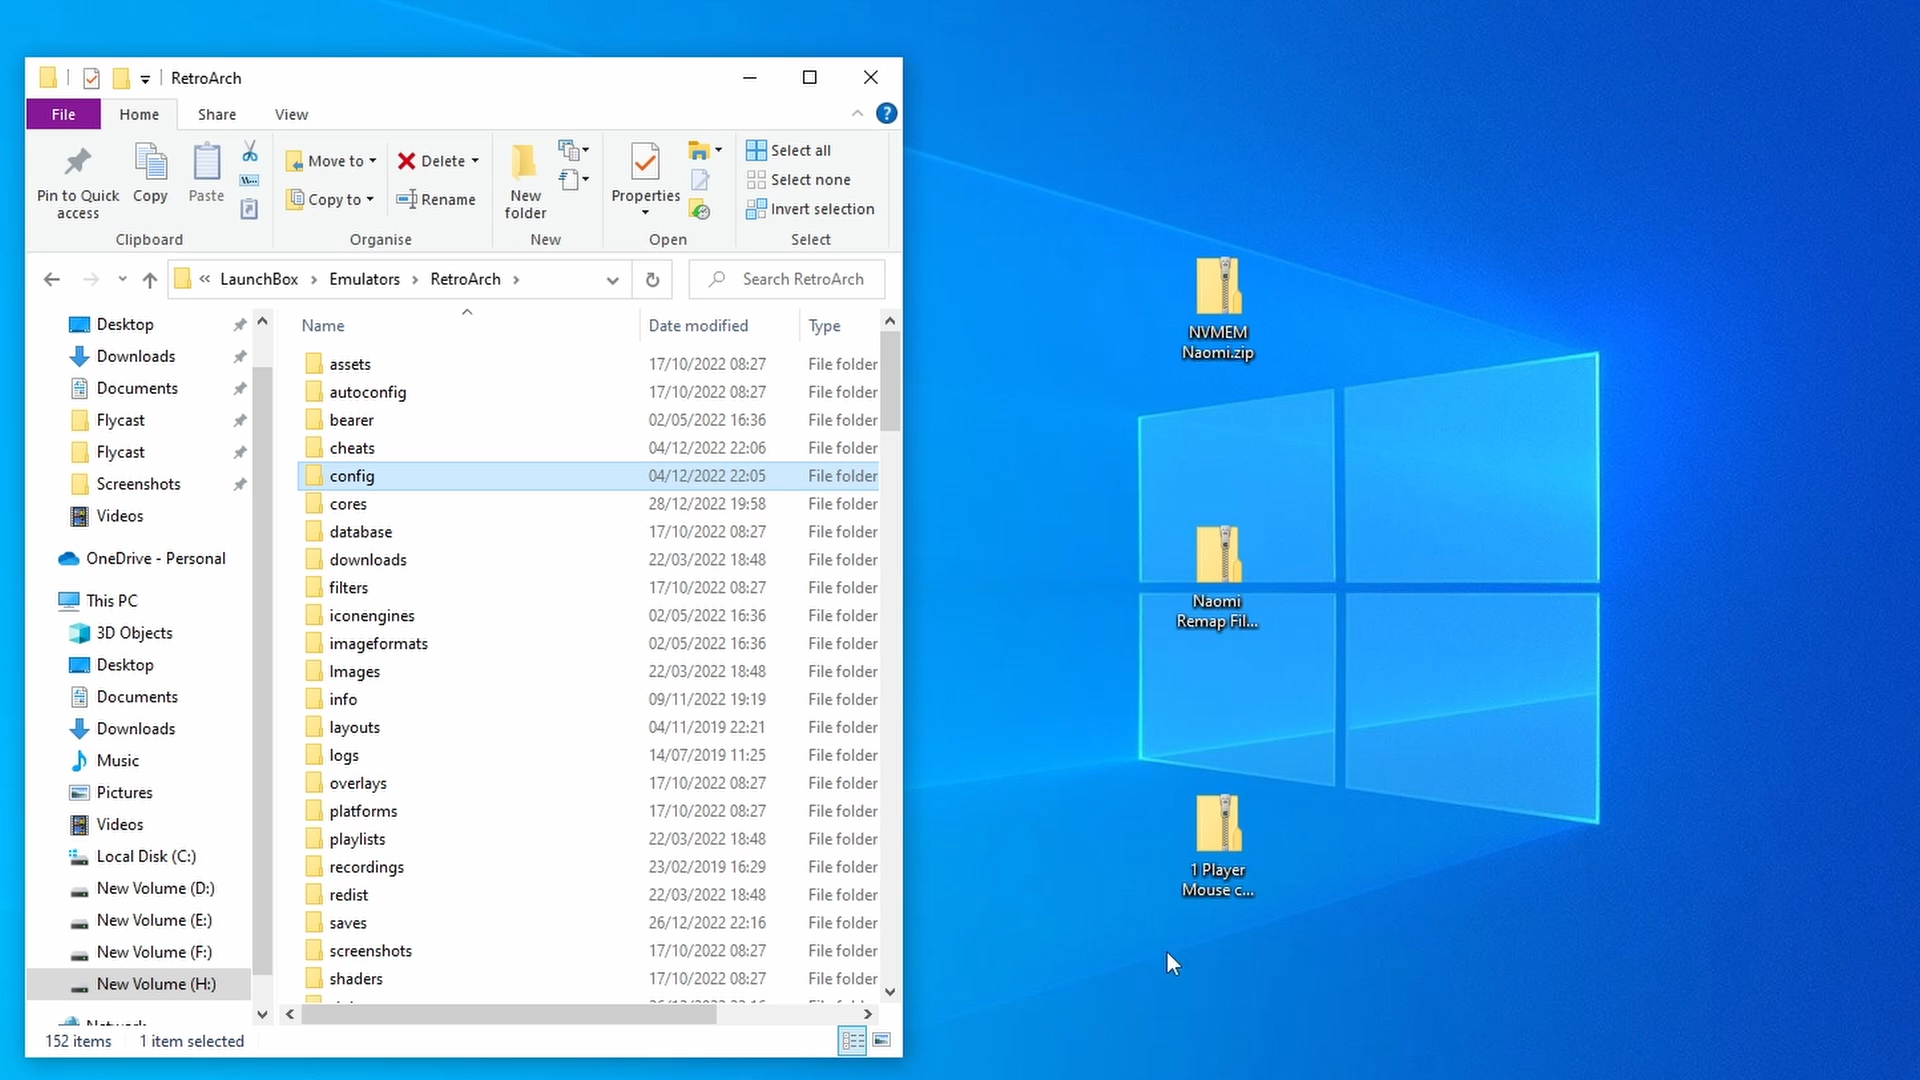 RetroArch
File Home Share View
Pin to Quick access
Copy
Paste
Move to
Copy to
Delete
Rename
New folder
Properties
Select all
Select none
Invert selection
Clipboard Organise New Open Select
« LaunchBox › Emulators › RetroArch ›
Search RetroArch
Desktop
Downloads
Documents
Flycast
Flycast
Screenshots
Videos
OneDrive - Personal
This PC
3D Objects
Desktop
Documents
Downloads
Music
Pictures
Videos
Local Disk (C:)
New Volume (D:)
New Volume (E:)
New Volume (F:)
New Volume (H:)
Name Date modified Type
assets 17/10/2022 08:27 File folder
autoconfig 17/10/2022 08:27 File folder
bearer 02/05/2022 16:36 File folder
cheats 04/12/2022 22:06 File folder
config 04/12/2022 22:05 File folder
cores 28/12/2022 19:58 File folder
database 17/10/2022 08:27 File folder
downloads 22/03/2022 18:48 File folder
filters 17/10/2022 08:27 File folder
iconengines 02/05/2022 16:36 File folder
imageformats 02/05/2022 16:36 File folder
Images 22/03/2022 18:48 File folder
info 09/11/2022 19:19 File folder
layouts 04/11/2019 22:21 File folder
logs 14/07/2019 11:25 File folder
overlays 17/10/2022 08:27 File folder
platforms 17/10/2022 08:27 File folder
playlists 22/03/2022 18:48 File folder
recordings 23/02/2019 16:29 File folder
redist 22/03/2022 18:48 File folder
saves 26/12/2022 22:16 File folder
screenshots 17/10/2022 08:27 File folder
shaders 17/10/2022 08:27 File folder
152 items 1 item selected
NVMEM
Naomi.zip
Naomi
Remap Fil...
1 Player
Mouse c...